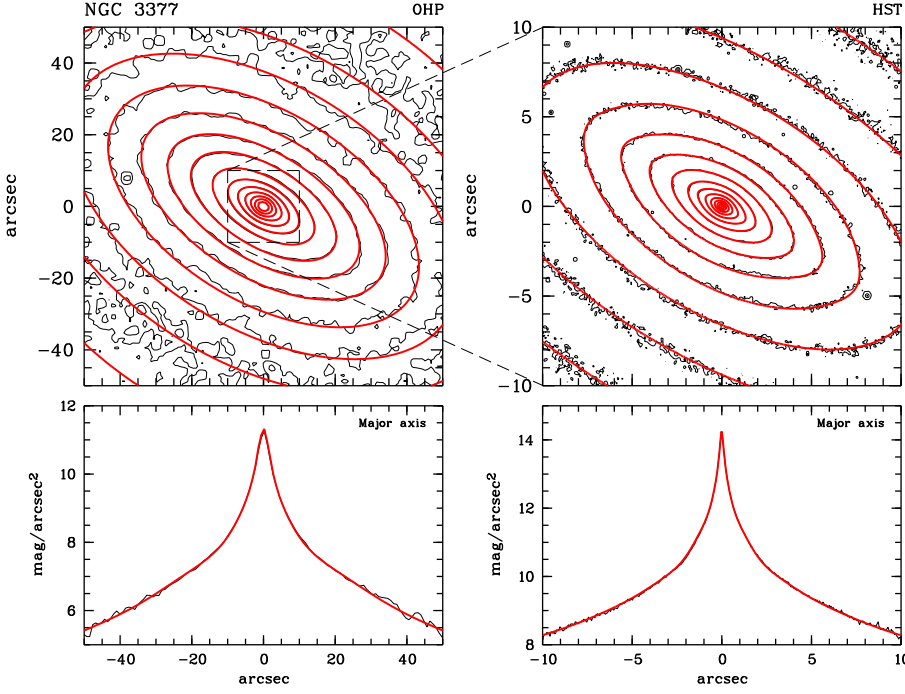 NGC 3377 OHP
HST
40
20
0
−20
−40
arcsec
10
5
0
−5
−10
arcsec
12
10
8
6
mag/arcsec2
Major axis
−40 −20 0 20 40
arcsec
14
12
10
8
mag/arcsec2
Major axis
−10 −5 0 5 10
arcsec